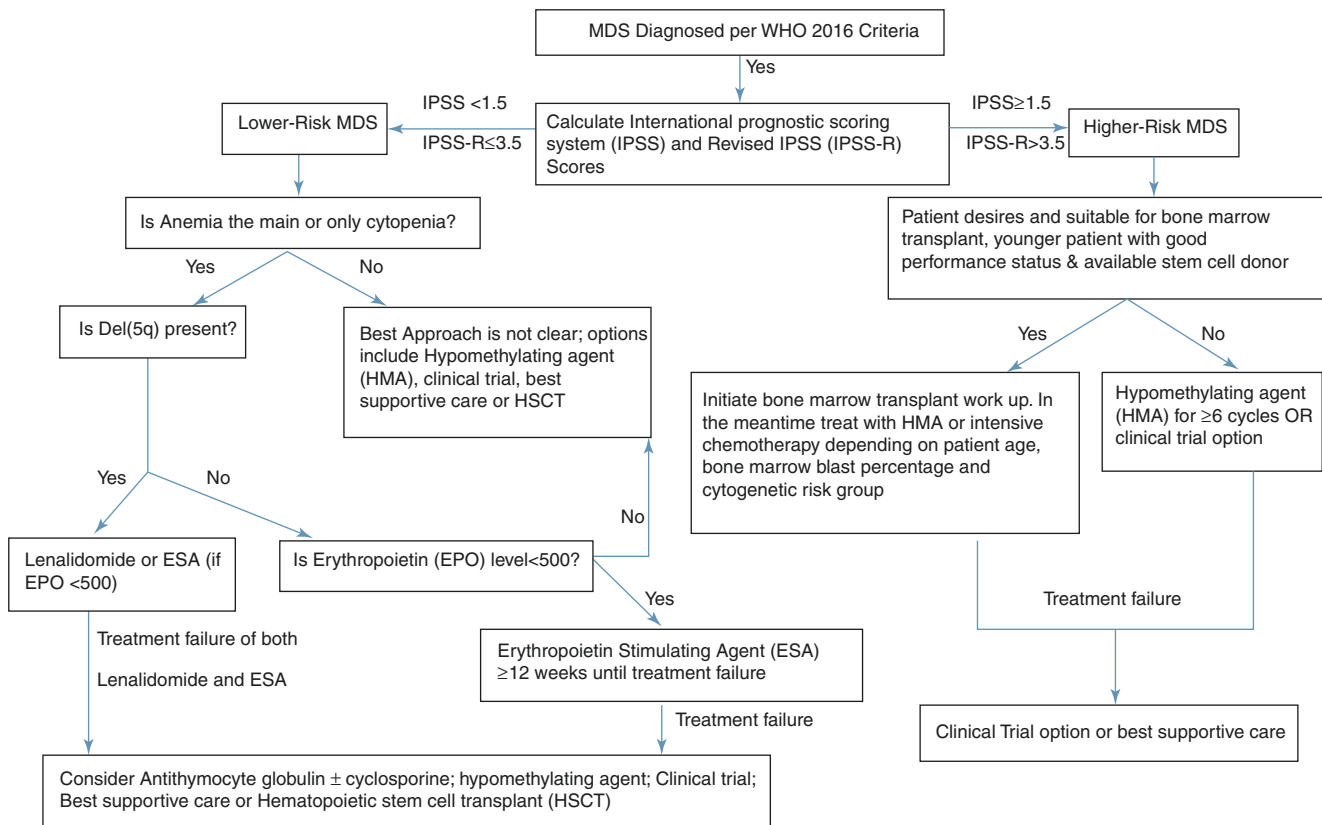 MDS Diagnosed per WHO 2016 Criteria
Yes
IPSS <1.5
IPSS-R≤3.5
Lower-Risk MDS
Calculate International prognostic scoring
system (IPSS) and Revised IPSS (IPSS-R)
Scores
IPSS≥1.5
IPSS-R>3.5
Higher-Risk MDS
Is Anemia the main or only cytopenia?
Patient desires and suitable for bone marrow
transplant, younger patient with good
performance status & available stem cell donor
Yes
No
Is Del(5q) present?
Best Approach is not clear; options
include Hypomethylating agent
(HMA), clinical trial, best
supportive care or HSCT
Yes
No
Initiate bone marrow transplant work up. In
the meantime treat with HMA or intensive
chemotherapy depending on patient age,
bone marrow blast percentage and
cytogenetic risk group
Hypomethylating agent
(HMA) for ≥6 cycles OR
clinical trial option
Yes
No
No
Lenalidomide or ESA (if
EPO <500)
Is Erythropoietin (EPO) level<500?
Yes
Treatment failure
Treatment failure of both
Lenalidomide and ESA
Erythropoietin Stimulating Agent (ESA)
≥12 weeks until treatment failure
Treatment failure
Clinical Trial option or best supportive care
Consider Antithymocyte globulin ± cyclosporine; hypomethylating agent; Clinical trial;
Best supportive care or Hematopoietic stem cell transplant (HSCT)